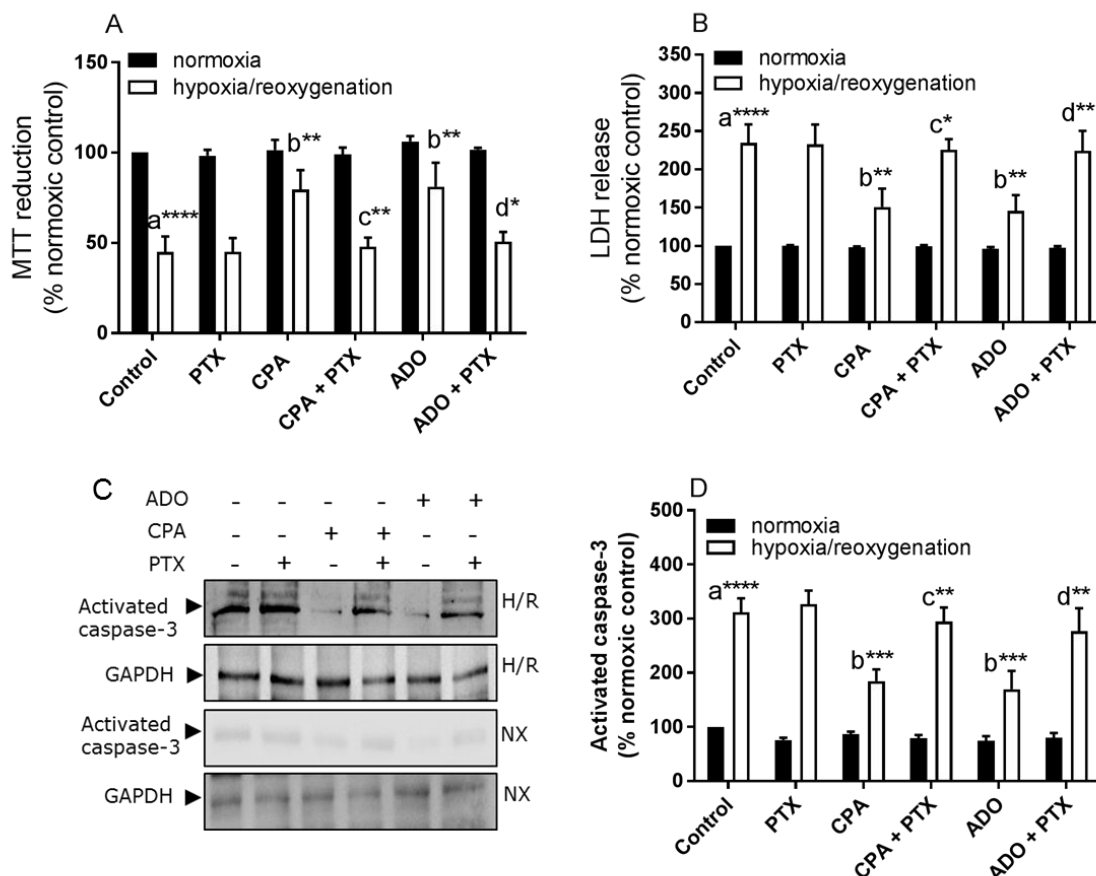 A
MTT reduction
(% normoxic control)
150
100
50
0
normoxia
hypoxia/reoxygenation
a****
b**
c**
b**
d*
Control
PTX
CPA
CPA + PTX
ADO
ADO + PTX
B
LDH release
(% normoxic control)
350
300
250
200
150
100
50
0
normoxia
hypoxia/reoxygenation
a****
b**
c*
b**
d**
Control
PTX
CPA
CPA + PTX
ADO
ADO + PTX
C
ADO - - - - + +
CPA - - + + - -
PTX - + - + - +
Activated
caspase-3
H/R
GAPDH
H/R
Activated
caspase-3
NX
GAPDH
NX
D
Activated caspase-3
(% normoxic control)
500
400
300
200
100
0
normoxia
hypoxia/reoxygenation
a****
b***
c**
b***
d**
Control
PTX
CPA
CPA + PTX
ADO
ADO + PTX